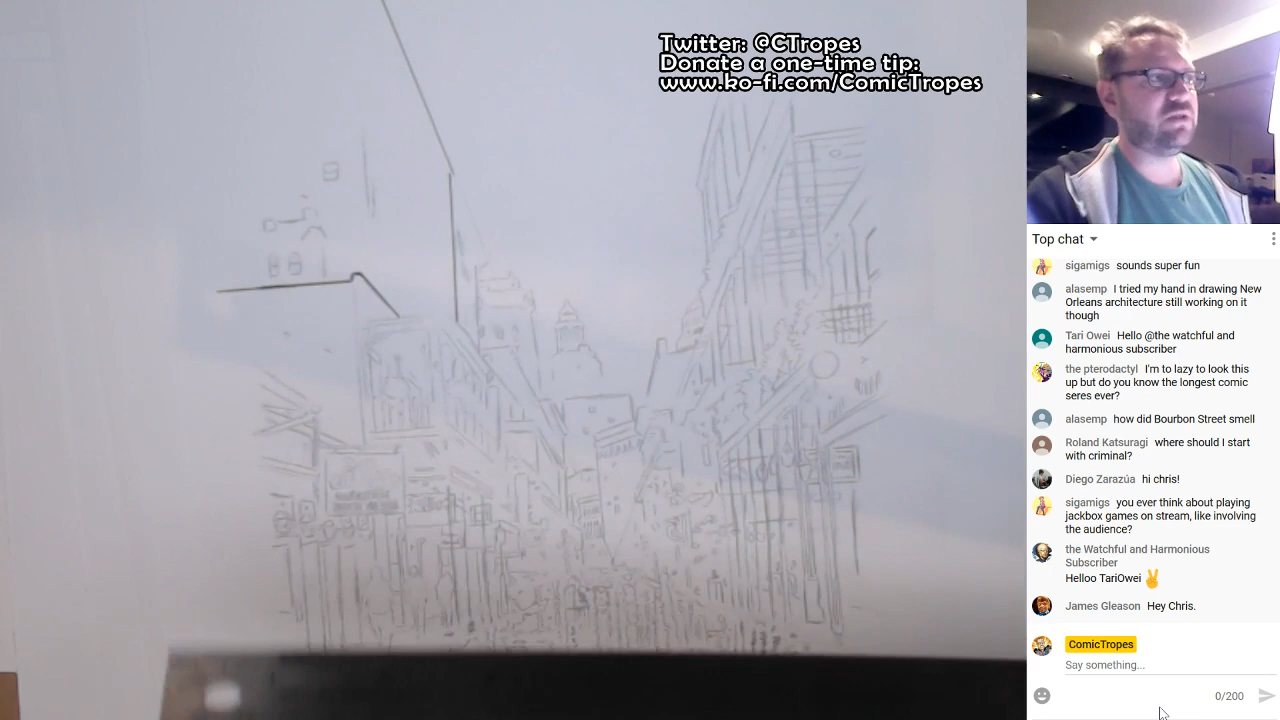 Twitter: @CTropes
Donate a one-time tip:
www.ko-fi.com/ComicTropes
Top chat
sigamigs sounds super fun
alasemp I tried my hand in drawing New
Orleans architecture still working on it
though
Tari Owei Hello @the watchful and
harmonious subscriber
the pterodactyl I'm to lazy to look this
up but do you know the longest comic
seres ever?
alasemp how did Bourbon Street smell
Roland Katsuragi where should I start
with criminal?
Diego Zarazúa hi chris!
sigamigs you ever think about playing
jackbox games on stream, like involving
the audience?
the Watchful and Harmonious
Subscriber
Helloo TariOwei ✌
James Gleason Hey Chris.
ComicTropes
Say something...
0/200